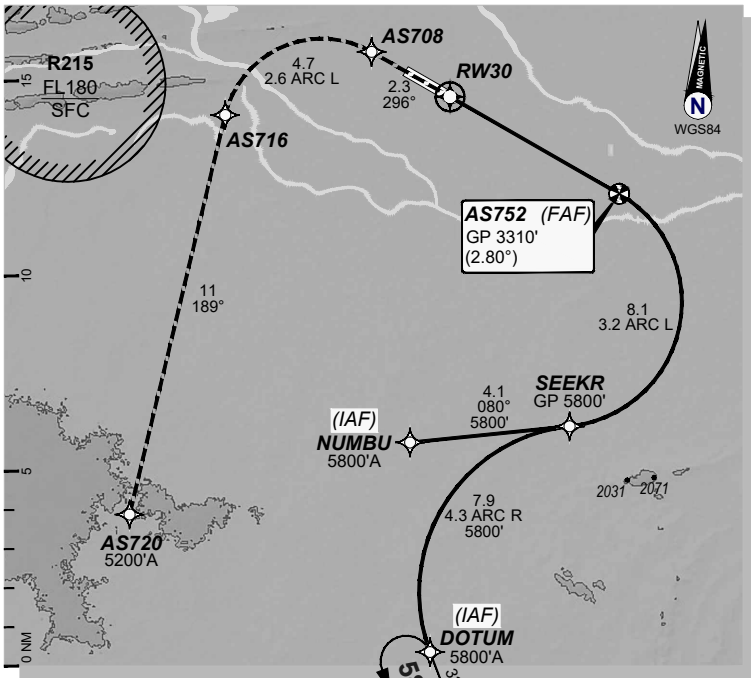 R215
FL180
SFC
4.7
2.6 ARC L
AS708
2.3
296°
RW30
MAGNETIC
N
WGS84
15
AS716
AS752 (FAF)
GP 3310'
(2.80°)
10
11
189°
8.1
3.2 ARC L
SEEKR
GP 5800'
4.1
080°
5800'
(IAF)
NUMBU
5800'A
5
7.9
4.3 ARC R
5800'
2031
2071
AS720
5200'A
(IAF)
DOTUM
5800'A
0 NM